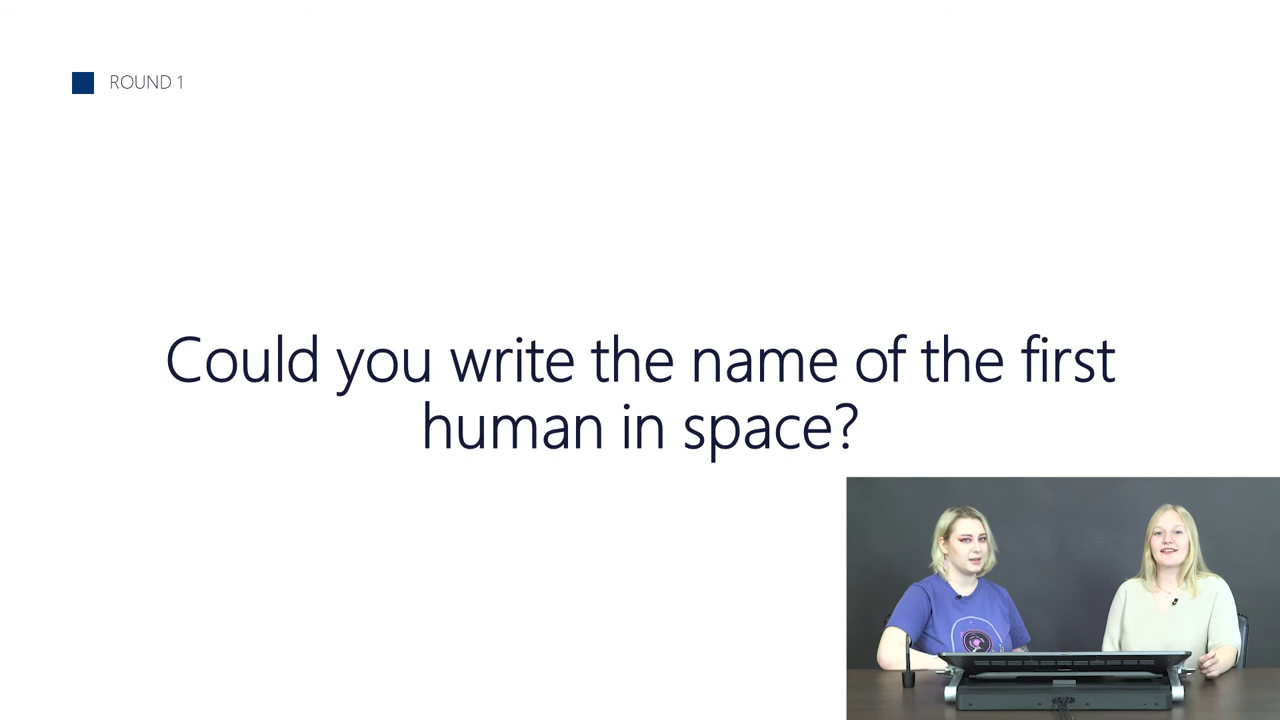 ROUND 1
Could you write the name of the first
human in space?